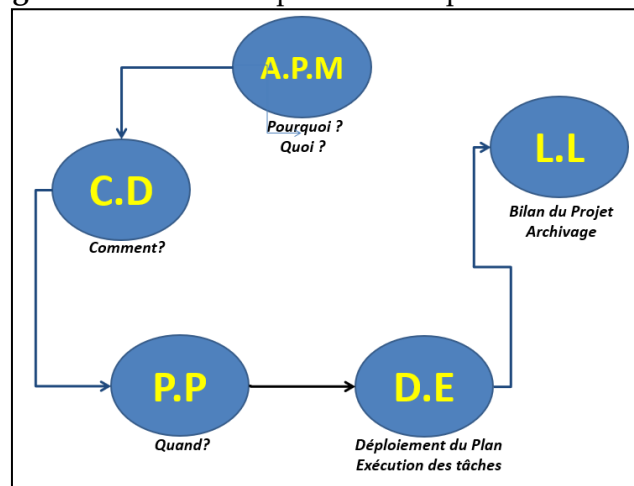 A.P.M
Pourquoi ?
Quoi ?
C.D
Comment?
P.P
Quand?
D.E
Déploiement du Plan
Exécution des tâches
L.L
Bilan du Projet
Archivage